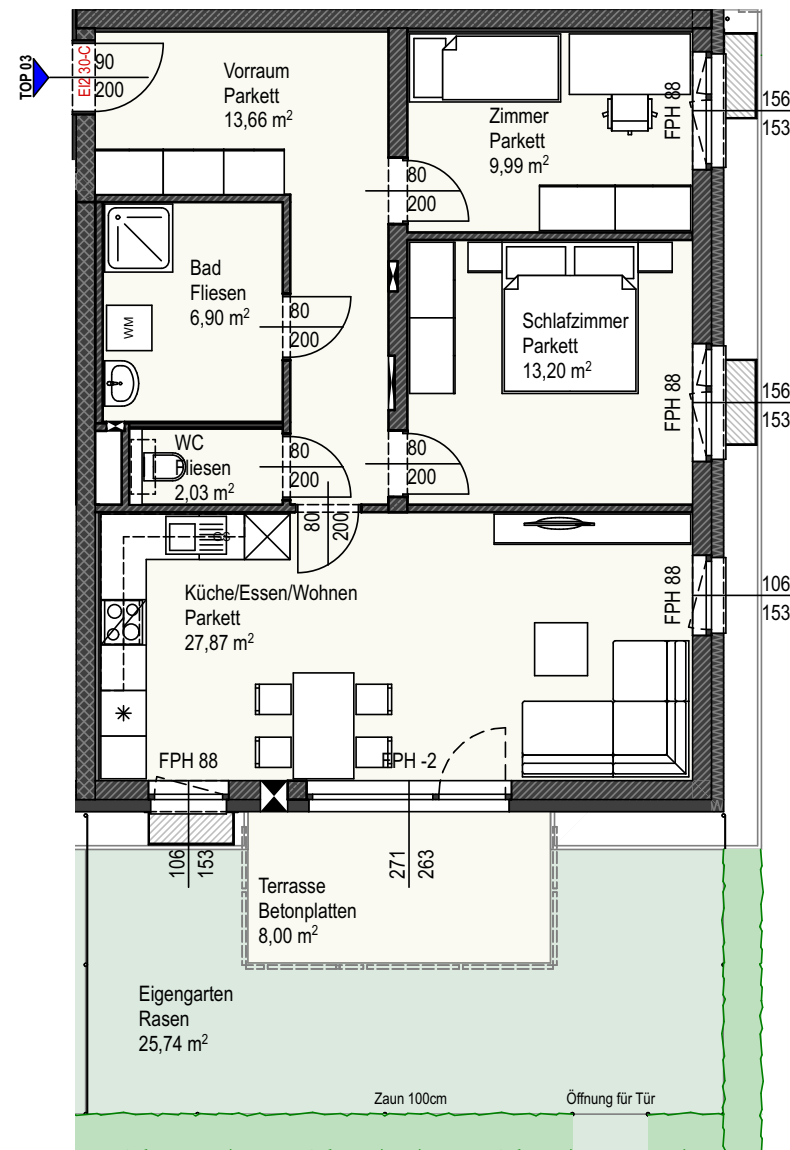 TOP 03
EI2 30-C
90
200
Vorraum
Parkett
13,66 m²
Zimmer
Parkett
9,99 m²
FPH 88
156
153
80
200
Bad
Fliesen
6,90 m²
WM
80
200
Schlafzimmer
Parkett
13,20 m²
FPH 88
156
153
WC
Fliesen
2,03 m²
80
200
80
200
80
200
GS
Küche/Essen/Wohnen
Parkett
27,87 m²
FPH 88
106
153
FPH 88
FPH -2
106
153
271
263
Terrasse
Betonplatten
8,00 m²
Eigengarten
Rasen
25,74 m²
Zaun 100cm
Öffnung für Tür